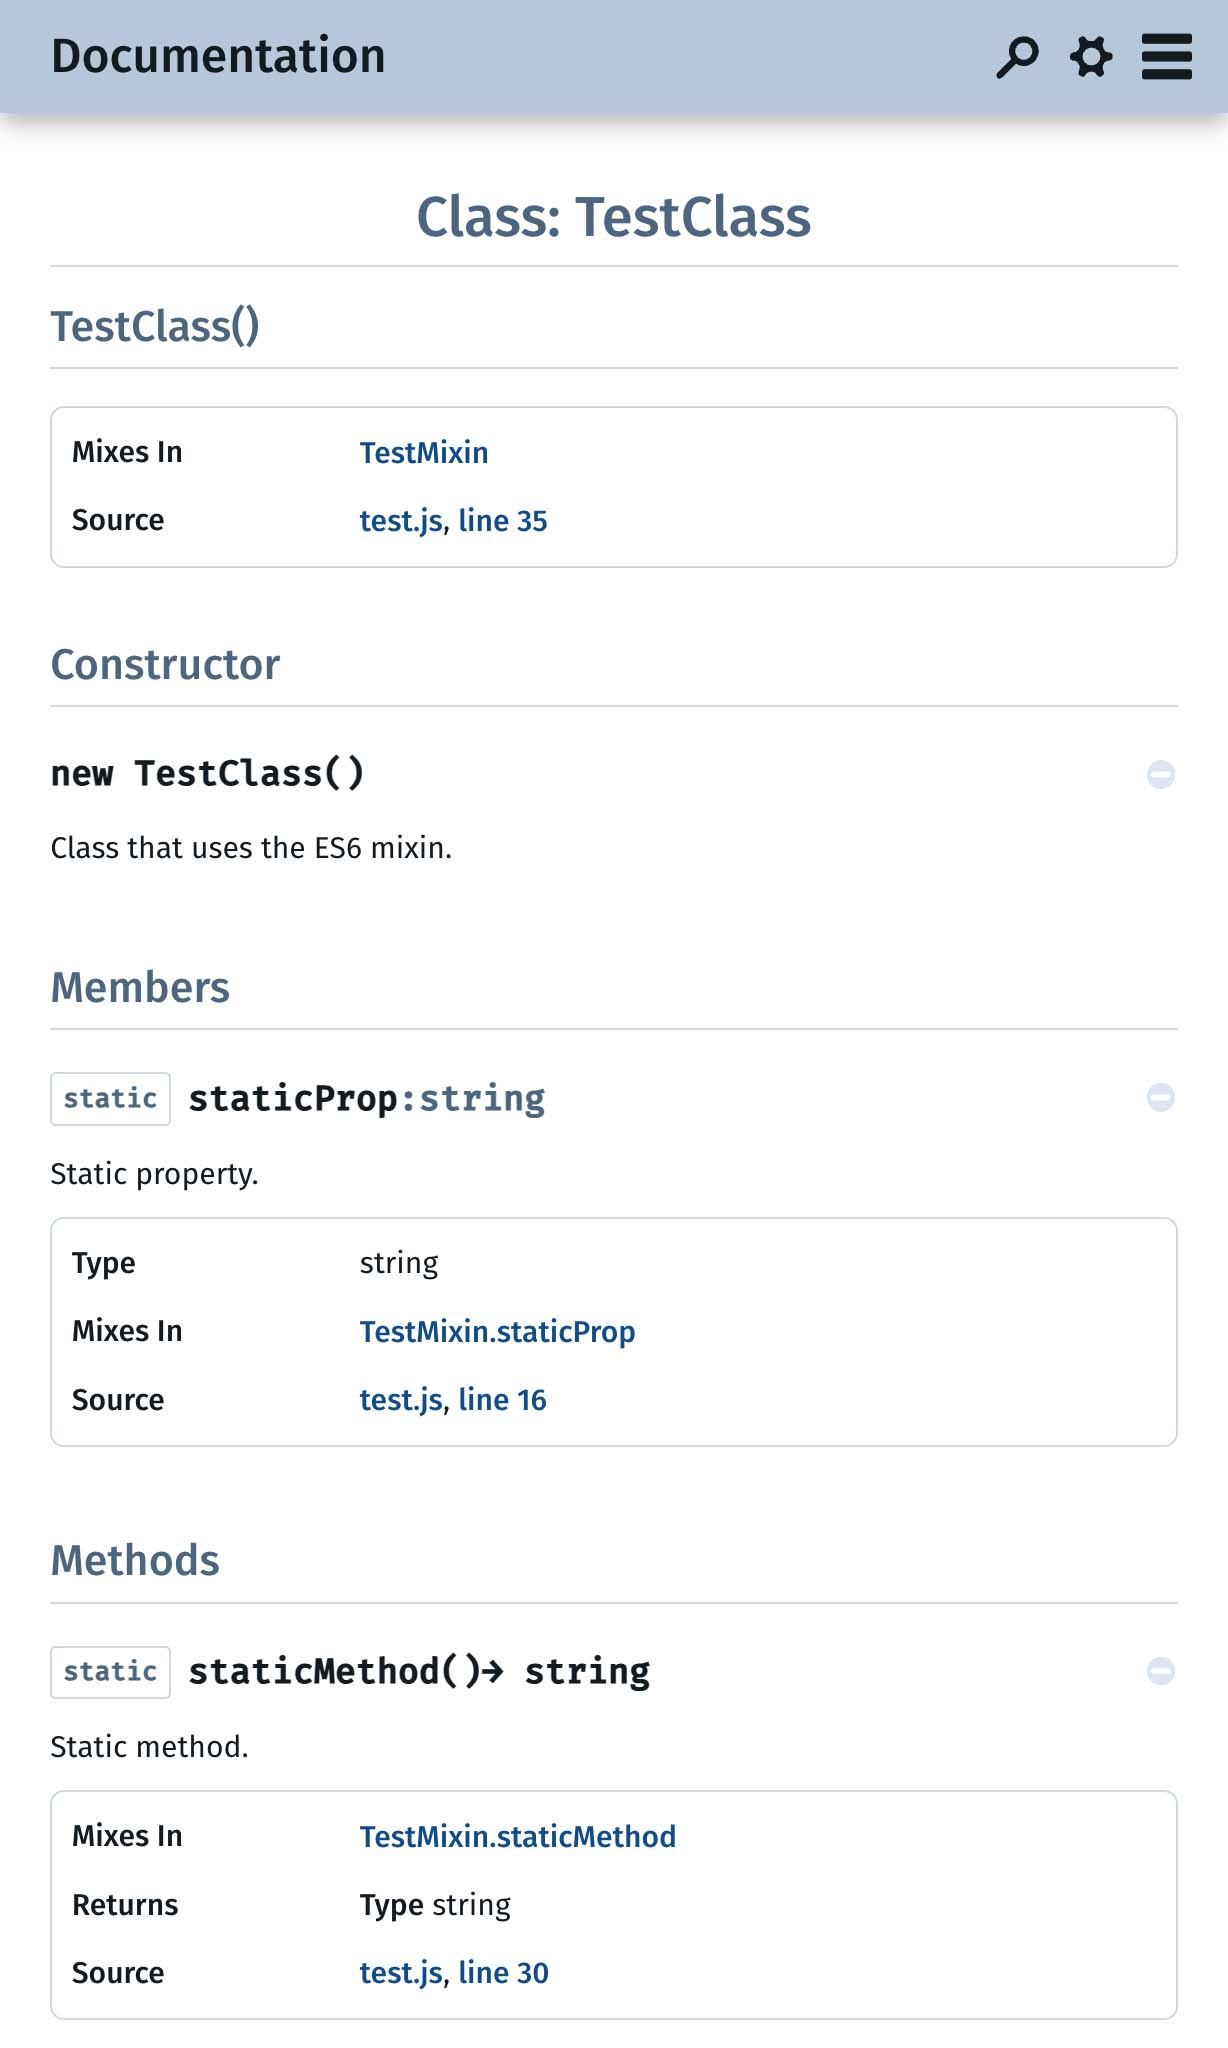 Documentation
Class: TestClass
TestClass()
Mixes In TestMixin
Source test.js, line 35
Constructor
new TestClass()
Class that uses the ES6 mixin.
Members
static staticProp:string
Static property.
Type string
Mixes In TestMixin.staticProp
Source test.js, line 16
Methods
static staticMethod()→ string
Static method.
Mixes In TestMixin.staticMethod
Returns Type string
Source test.js, line 30